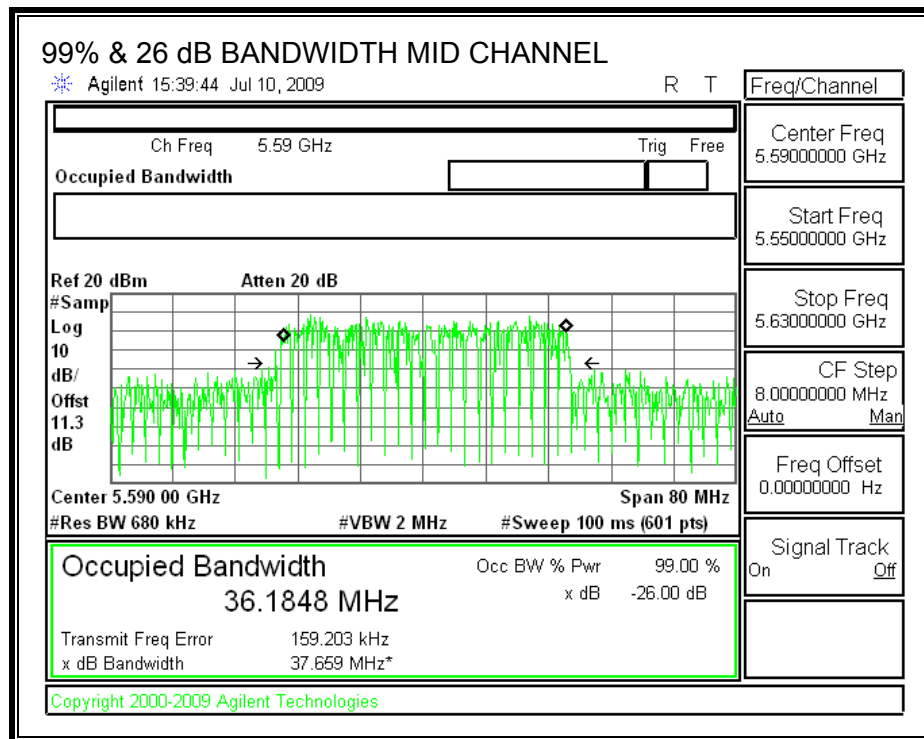 99% & 26 dB BANDWIDTH MID CHANNEL
Agilent 15:39:44 Jul 10, 2009
R T
Freq/Channel
Ch Freq 5.59 GHz
Trig Free
Occupied Bandwidth
Center Freq
5.59000000 GHz
Start Freq
5.55000000 GHz
Stop Freq
5.63000000 GHz
CF Step
8.00000000 MHz
Auto Man
Freq Offset
0.00000000 Hz
Signal Track
On Off
Ref 20 dBm
Atten 20 dB
#Samp
Log
10
dB/
Offst
11.3
dB
Center 5.590 00 GHz
Span 80 MHz
#Res BW 680 kHz
#VBW 2 MHz
#Sweep 100 ms (601 pts)
Occupied Bandwidth
36.1848 MHz
Occ BW % Pwr 99.00 %
x dB -26.00 dB
Transmit Freq Error 159.203 kHz
x dB Bandwidth 37.659 MHz*
Copyright 2000-2009 Agilent Technologies